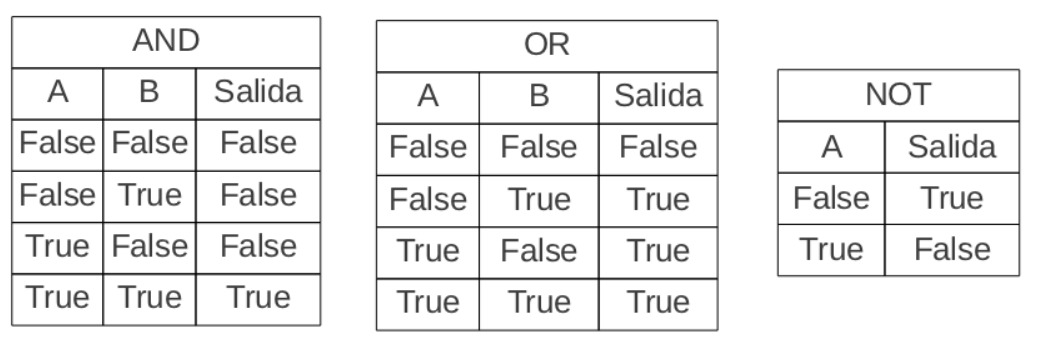 AND
A B Salida
False False False
False True False
True False False
True True True
OR
A B Salida
False False False
False True True
True False True
True True True
NOT
A Salida
False True
True False